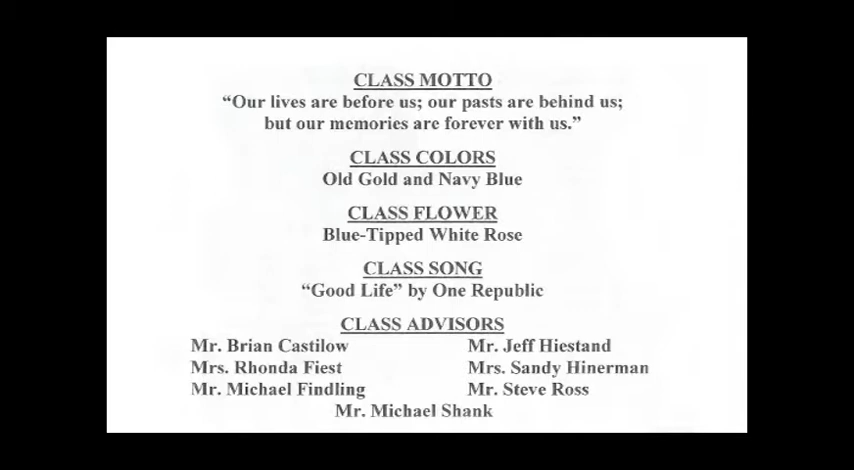 CLASS MOTTO
“Our lives are before us; our pasts are behind us;
but our memories are forever with us.”
CLASS COLORS
Old Gold and Navy Blue
CLASS FLOWER
Blue-Tipped White Rose
CLASS SONG
“Good Life” by One Republic
CLASS ADVISORS
Mr. Brian Castilow Mr. Jeff Hiestand
Mrs. Rhonda Fiest Mrs. Sandy Hinerman
Mr. Michael Findling Mr. Steve Ross
Mr. Michael Shank